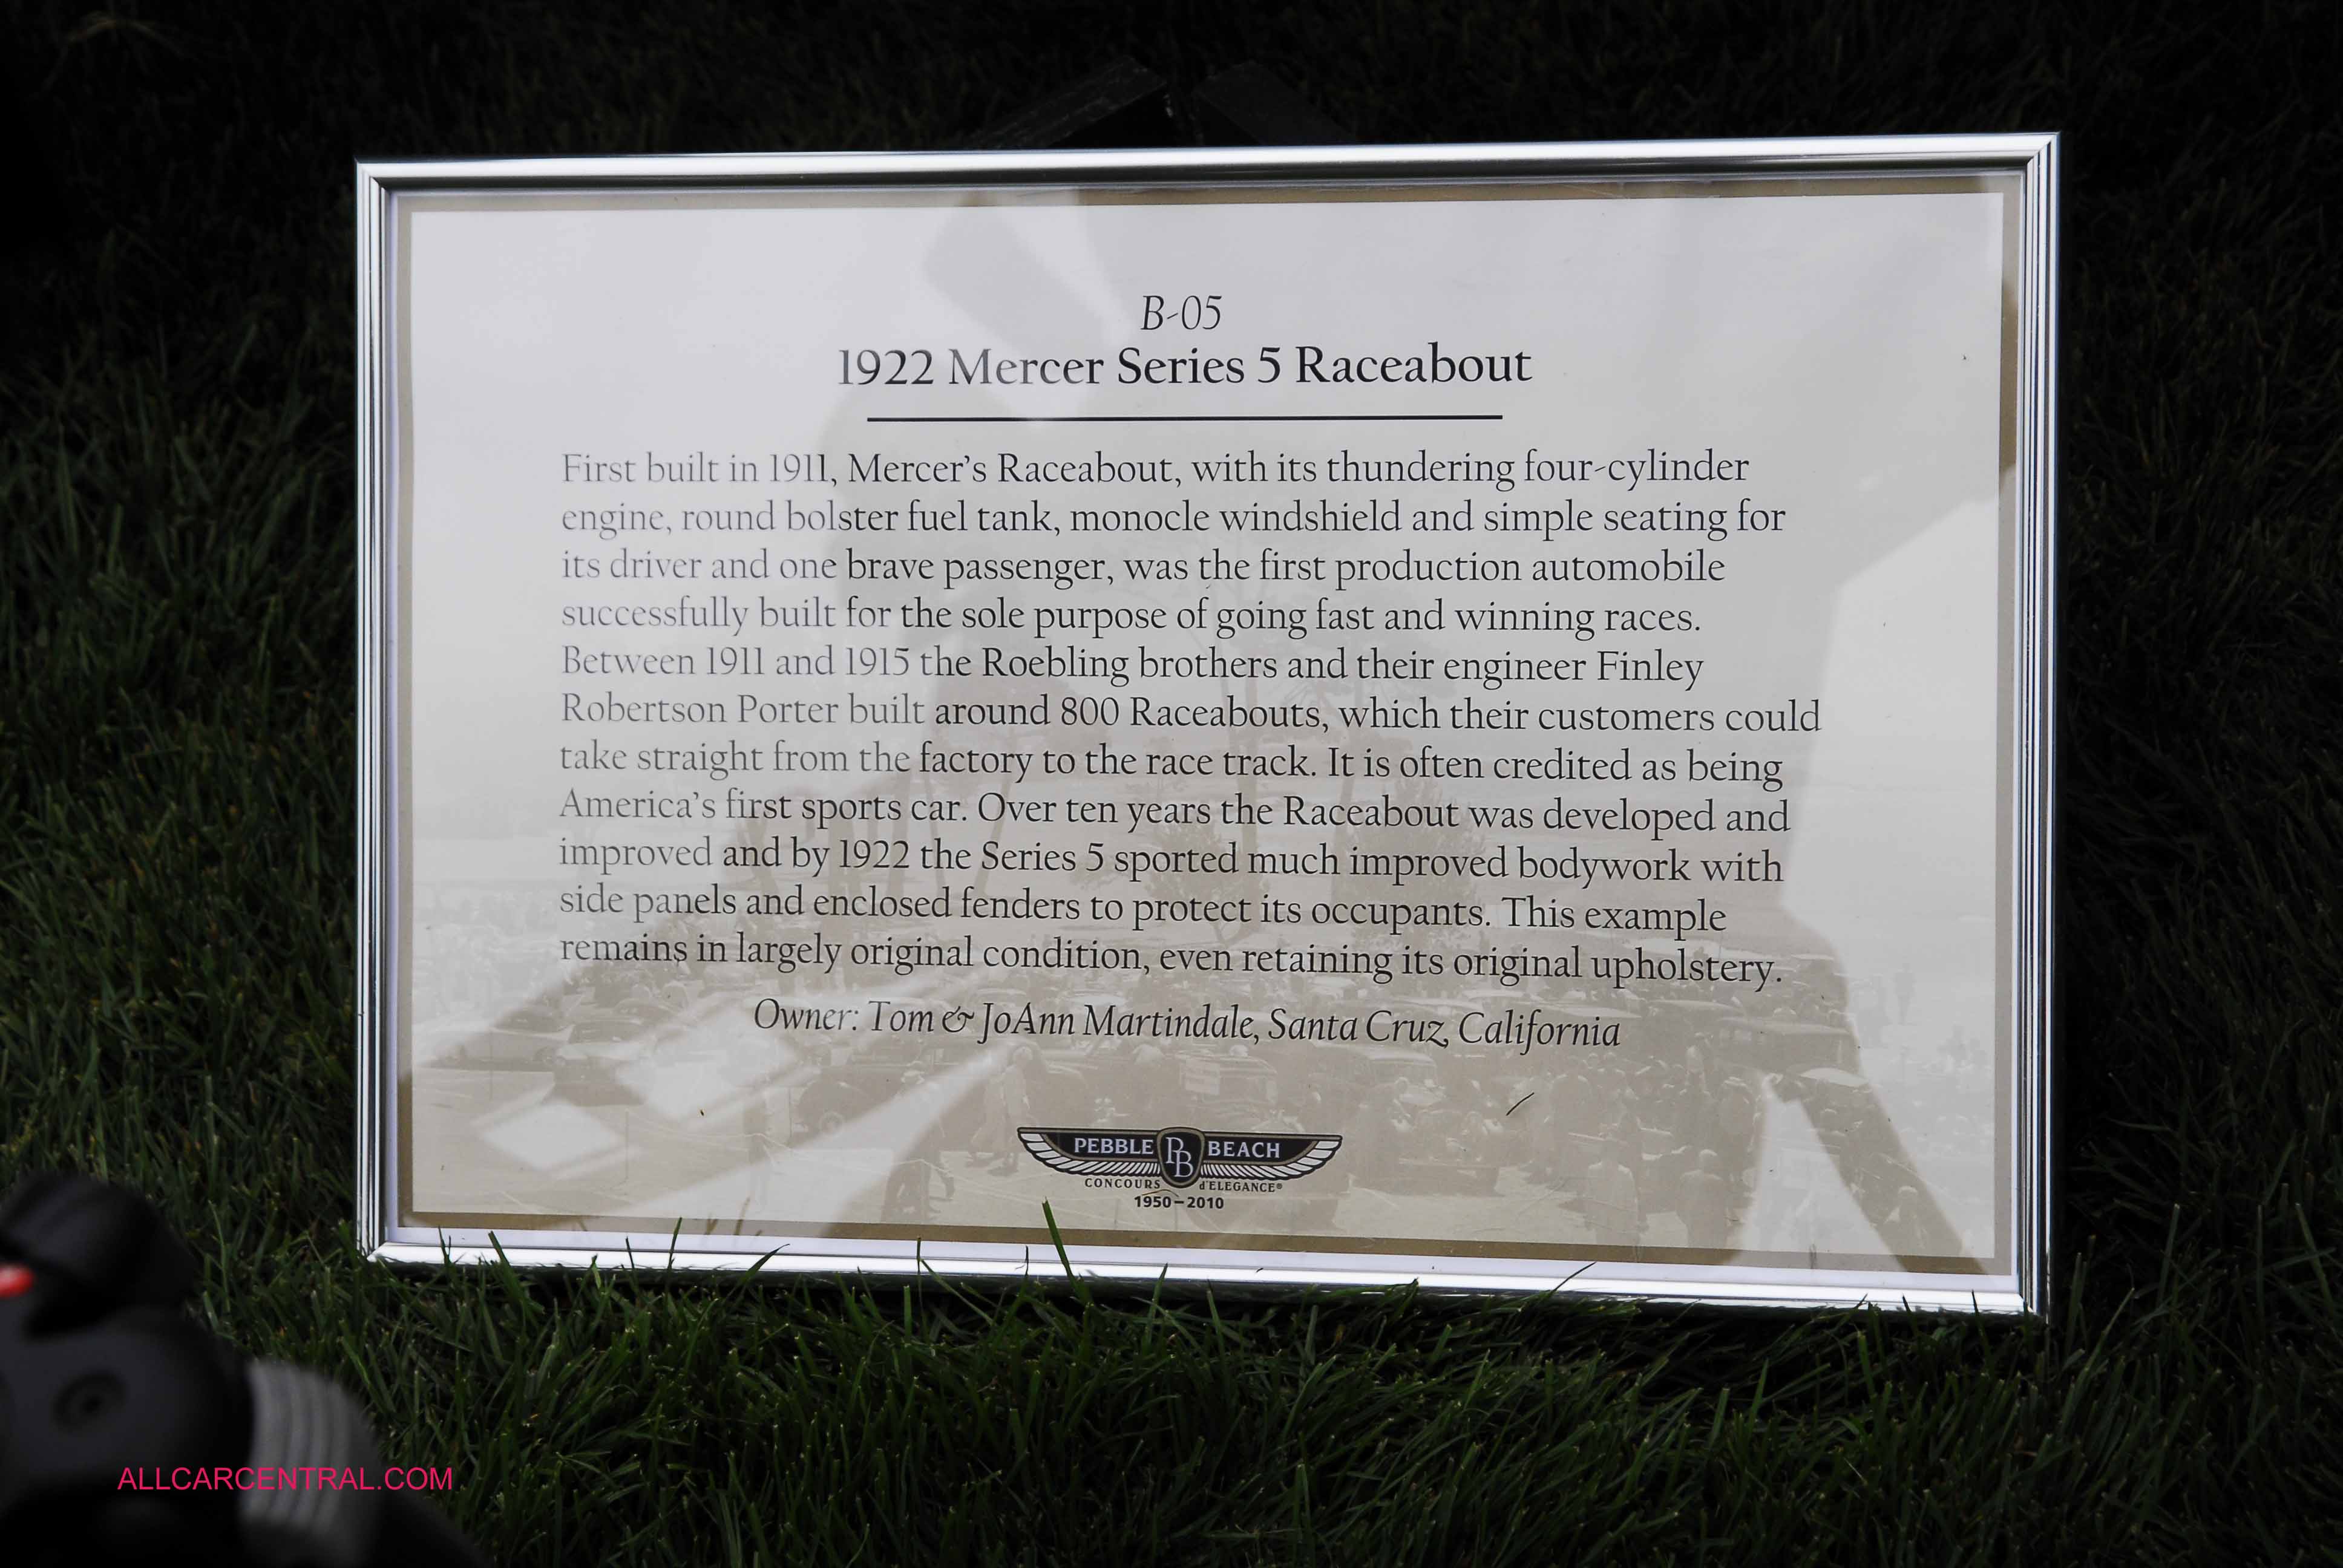 B-05
1922 Mercer Series 5 Raceabout
First built in 1911, Mercer's Raceabout, with its thundering four-cylinder
engine, round bolster fuel tank, monocle windshield and simple seating for
its driver and one brave passenger, was the first production automobile
successfully built for the sole purpose of going fast and winning races.
Between 1911 and 1915 the Roebling brothers and their engineer Finley
Robertson Porter built around 800 Raceabouts, which their customers could
take straight from the factory to the race track. It is often credited as being
America's first sports car. Over ten years the Raceabout was developed and
improved and by 1922 the Series 5 sported much improved bodywork with
side panels and enclosed fenders to protect its occupants. This example
remains in largely original condition, even retaining its original upholstery.
Owner: Tom & JoAnn Martindale, Santa Cruz, California
PEBBLE PB BEACH
CONCOURS d'ELEGANCE®
1950-2010
ALLCARCENTRAL.COM